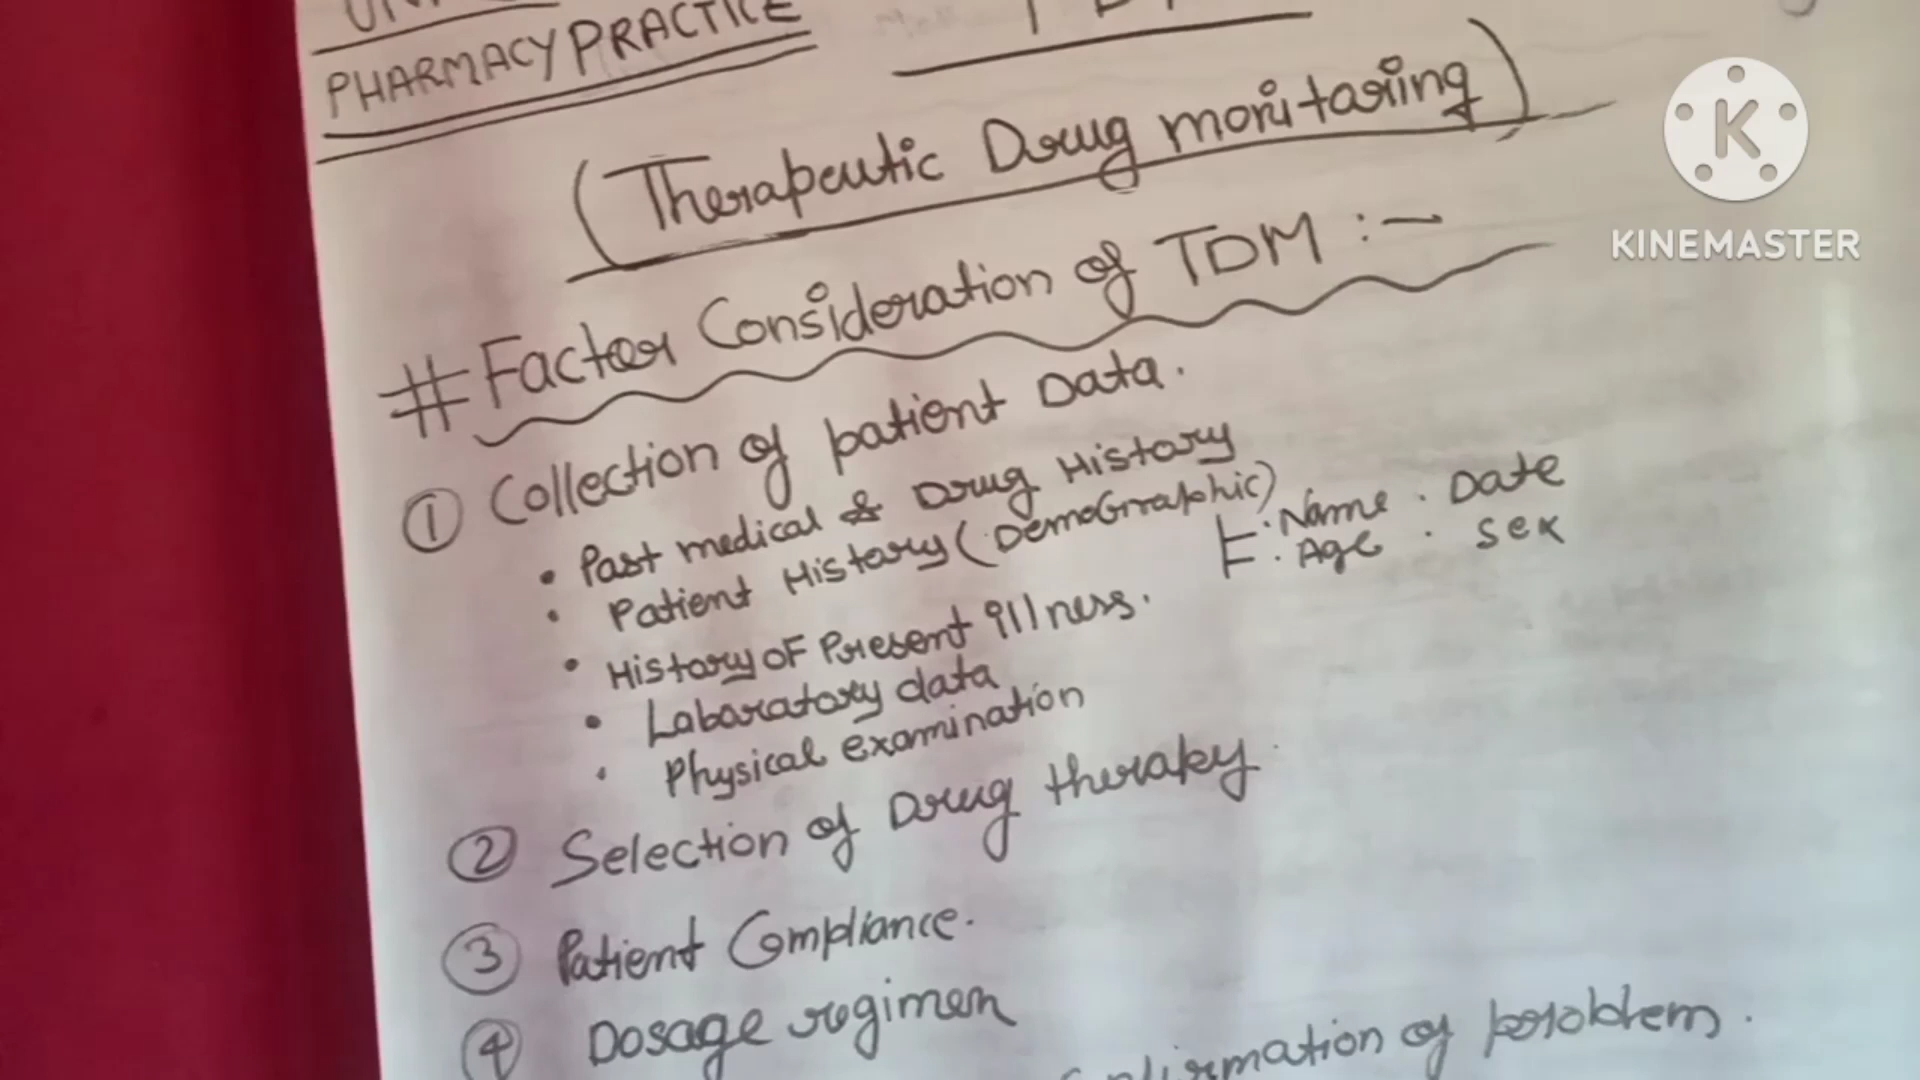 PHARMACY PRACTICE
(Therapeutic Drug monitaring)
# Factor Consideration of TDM :-
① Collection of patient Data.
• Past medical & Drug History
• Patient History (DemoGraphic) • Name • Date
• Age • Sex
• History of Present illness.
• Labaratory data
• Physical examination
② Selection of Drug therapy.
③ Patient Compliance.
④ Dosage regimen
of problem.
K
KINEMASTER